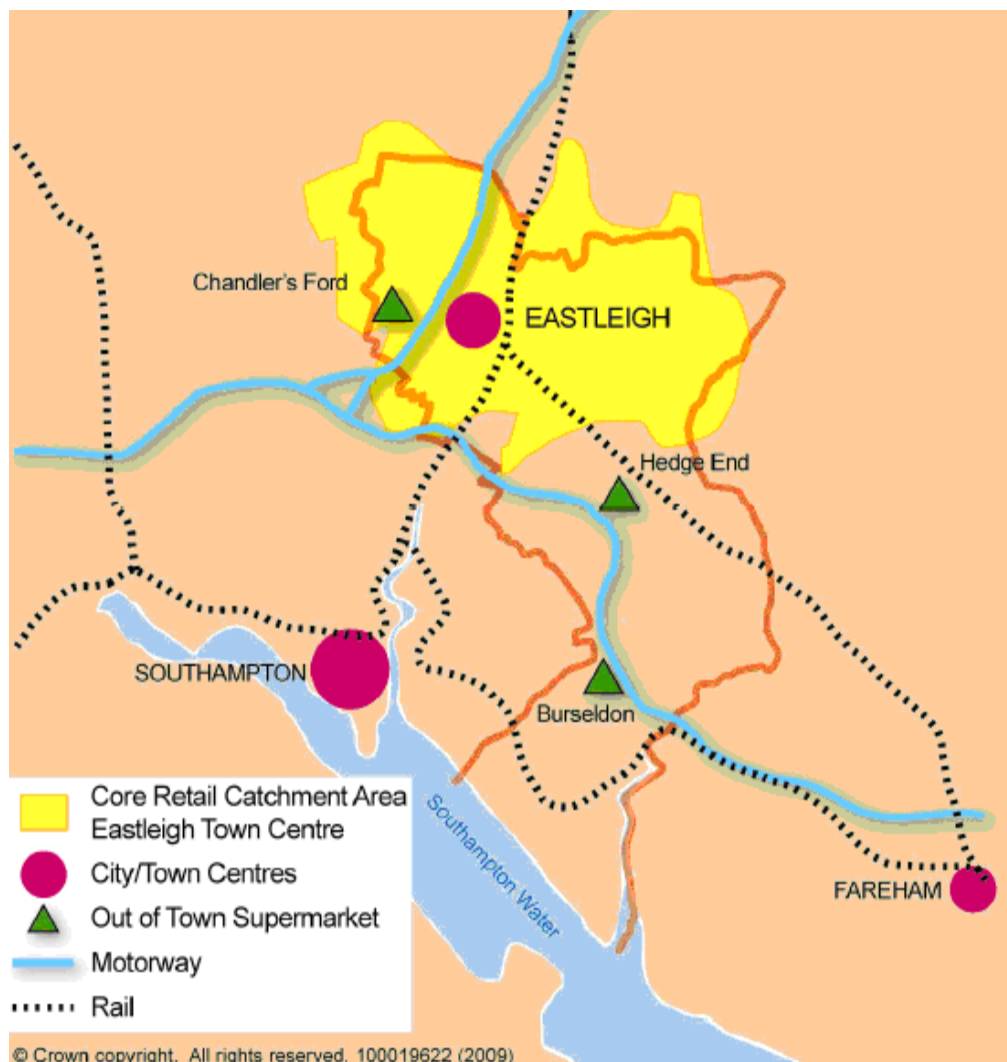 Chandler's Ford
EASTLEIGH
Hedge End
SOUTHAMPTON
Burseldon
Southampton Water
FAREHAM
Core Retail Catchment Area
Eastleigh Town Centre
City/Town Centres
Out of Town Supermarket
Motorway
Rail
© Crown copyright. All rights reserved. 100019622 (2009)